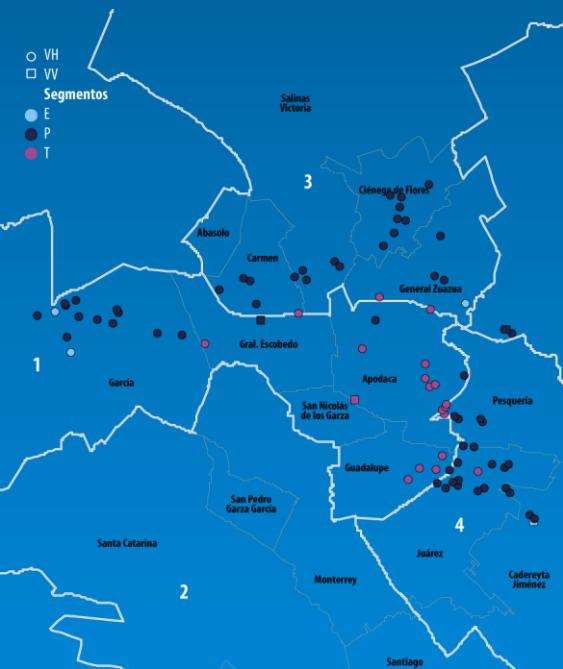 VH
VV
Segmentos
E
P
T
Salinas
Victoria
3
Ciénega de Flores
Abasolo
Carmen
General Zuazua
1
Gral. Escobedo
García
Apodaca
Pesquería
San Nicolás
de los Garza
Guadalupe
San Pedro
Garza García
4
Santa Catarina
Juárez
2
Monterrey
Cadereyta
Jiménez
Santiago